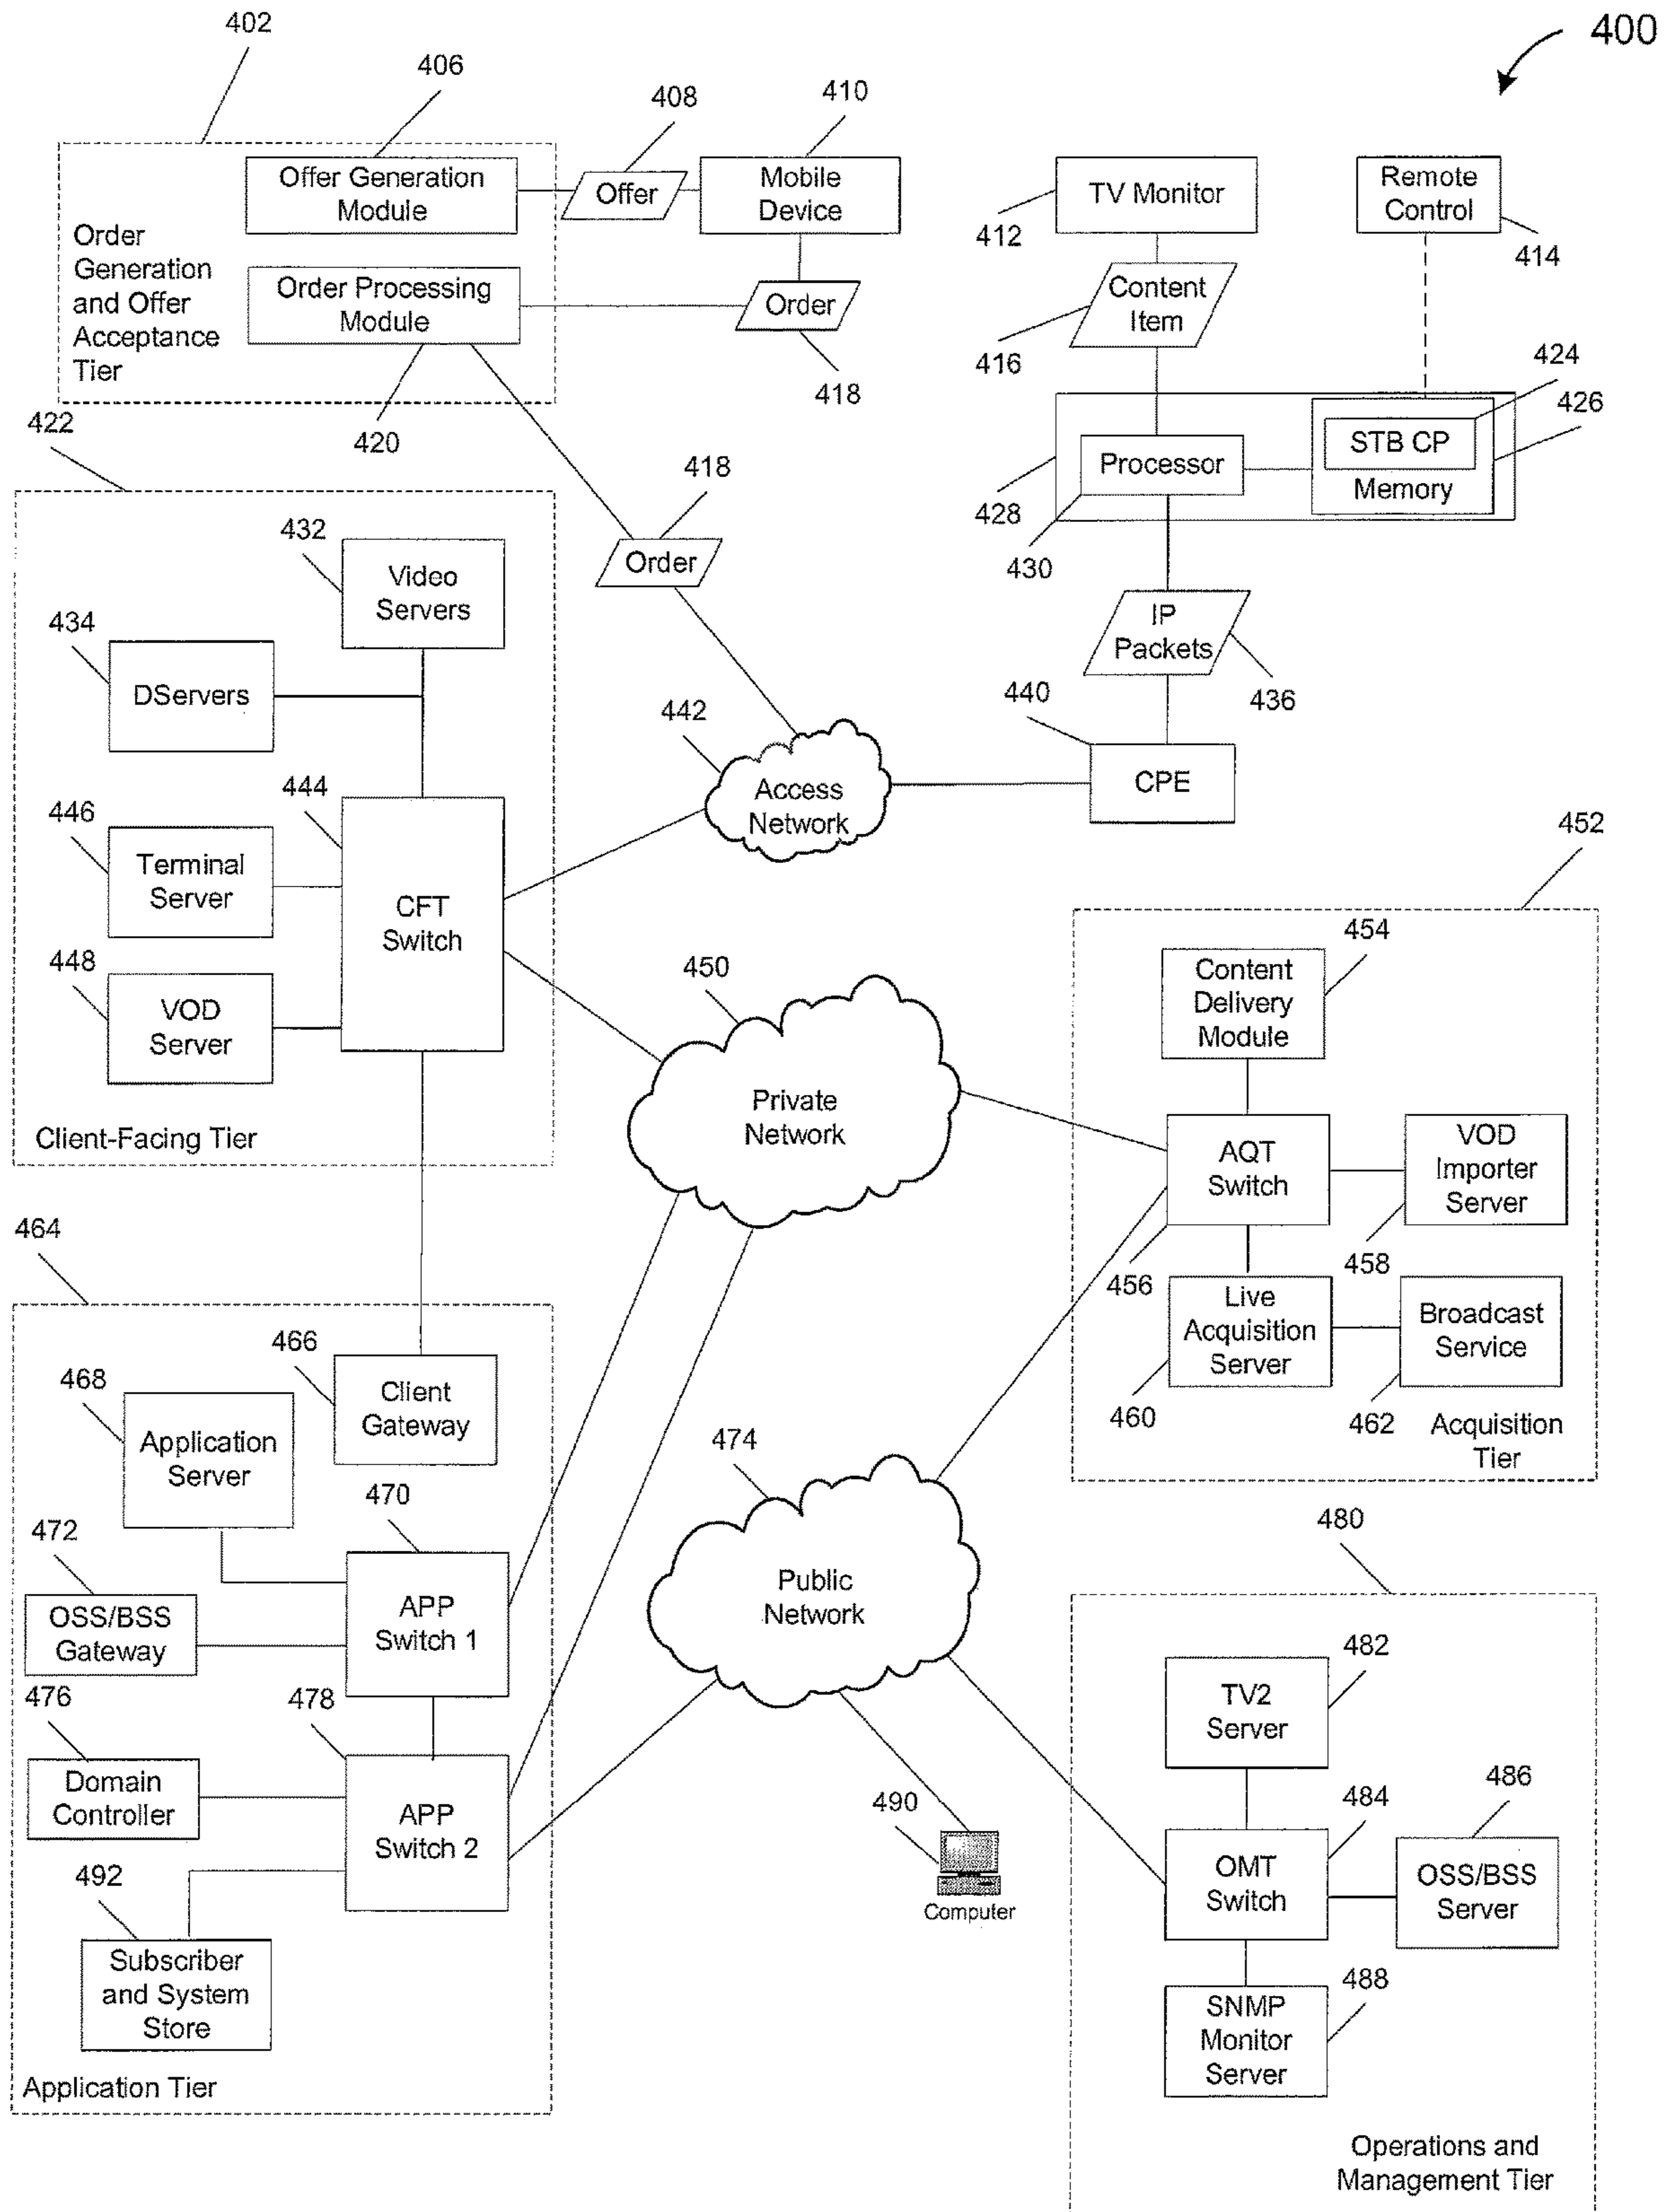 400
402
406
408
410
Offer Generation
Module
Offer
Mobile
Device
TV Monitor
412
Remote
Control
414
Order
Generation
and Offer
Acceptance
Tier
Order Processing
Module
420
Order
418
Content
Item
416
424
426
STB CP
Memory
Processor
428
430
422
432
Video
Servers
434
DServers
418
Order
IP
Packets
436
440
CPE
442
Access
Network
444
446
Terminal
Server
CFT
Switch
448
VOD
Server
Client-Facing Tier
450
Private
Network
452
454
Content
Delivery
Module
AQT
Switch
456
VOD
Importer
Server
458
Live
Acquisition
Server
460
Broadcast
Service
462
Acquisition
Tier
464
466
Client
Gateway
468
Application
Server
470
472
OSS/BSS
Gateway
APP
Switch 1
474
Public
Network
476
478
Domain
Controller
APP
Switch 2
492
Subscriber
and System
Store
Application Tier
490
Computer
480
482
TV2
Server
484
486
OMT
Switch
OSS/BSS
Server
488
SNMP
Monitor
Server
Operations and
Management Tier